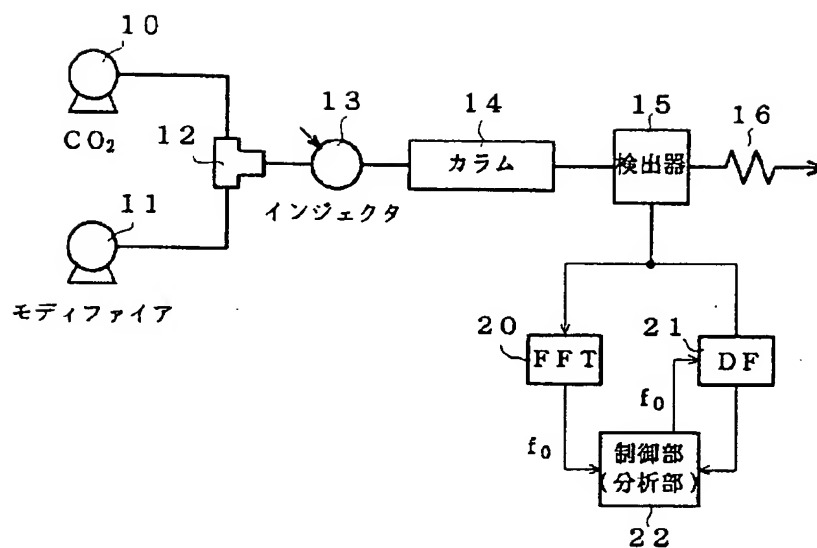 10
CO₂
12
13
インジェクタ
14
カラム
15
検出器
16
11
モディファイア
20
FFT
21
DF
f₀
f₀
制御部
(分析部)
22